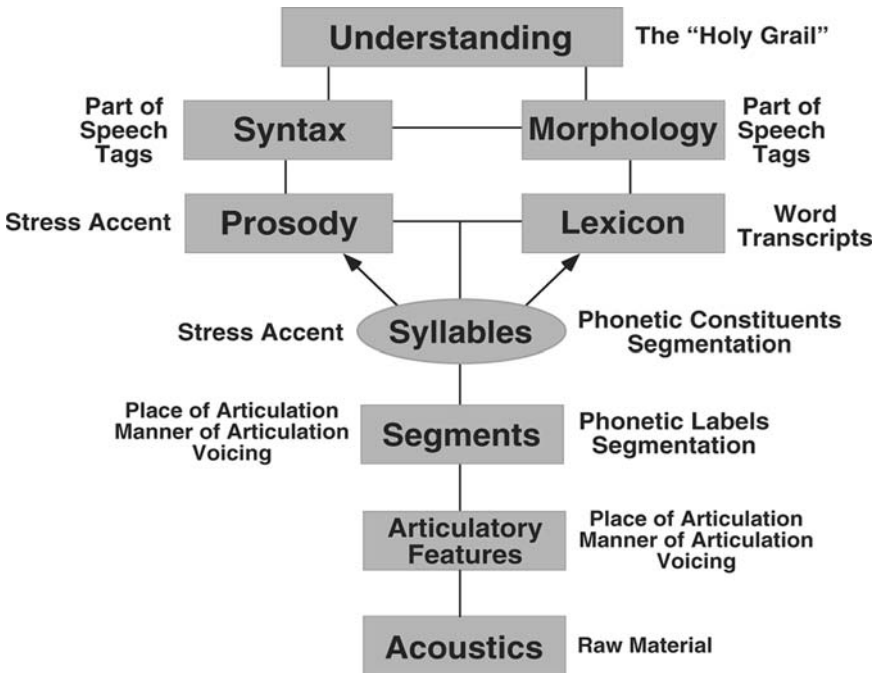 Understanding
The “Holy Grail”
Part of
Speech
Tags
Syntax
Morphology
Part of
Speech
Tags
Stress Accent
Prosody
Lexicon
Word
Transcripts
Stress Accent
Syllables
Phonetic Constituents
Segmentation
Place of Articulation
Manner of Articulation
Voicing
Segments
Phonetic Labels
Segmentation
Articulatory
Features
Place of Articulation
Manner of Articulation
Voicing
Acoustics
Raw Material